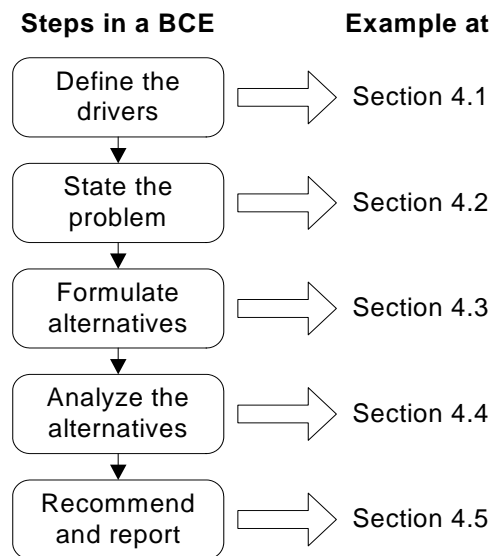 Steps in a BCE
Example at
Define the
drivers
Section 4.1
State the
problem
Section 4.2
Formulate
alternatives
Section 4.3
Analyze the
alternatives
Section 4.4
Recommend
and report
Section 4.5